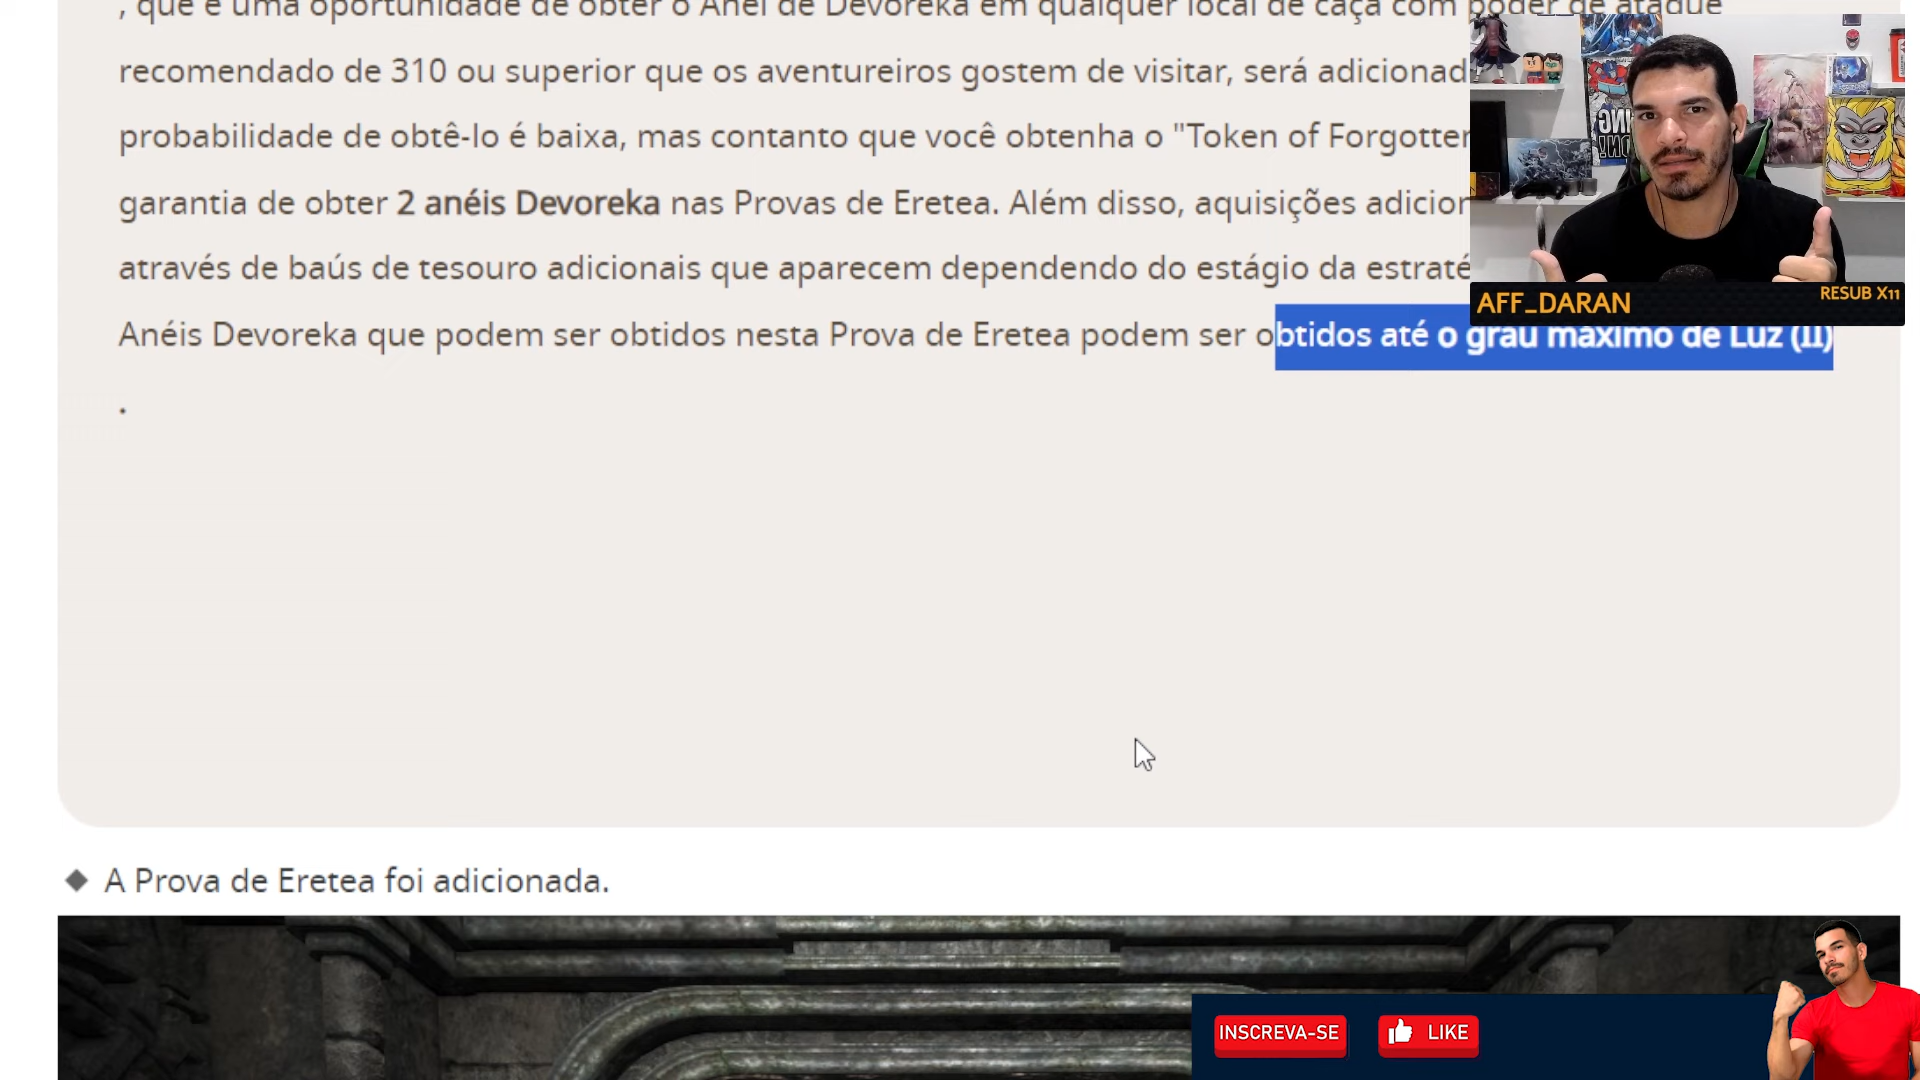 , que é uma oportunidade de obter o Anel de Devoreka em qualquer local de caça com poder de ataque
recomendado de 310 ou superior que os aventureiros gostem de visitar, será adicionad
probabilidade de obtê-lo é baixa, mas contanto que você obtenha o "Token of Forgotten
garantia de obter 2 anéis Devoreka nas Provas de Eretea. Além disso, aquisições adicior
através de baús de tesouro adicionais que aparecem dependendo do estágio da estraté
AFF_DARAN
RESUB X11
Anéis Devoreka que podem ser obtidos nesta Prova de Eretea podem ser obtidos até o grau máximo de Luz (II)
.
◆ A Prova de Eretea foi adicionada.
INSCREVA-SE
LIKE